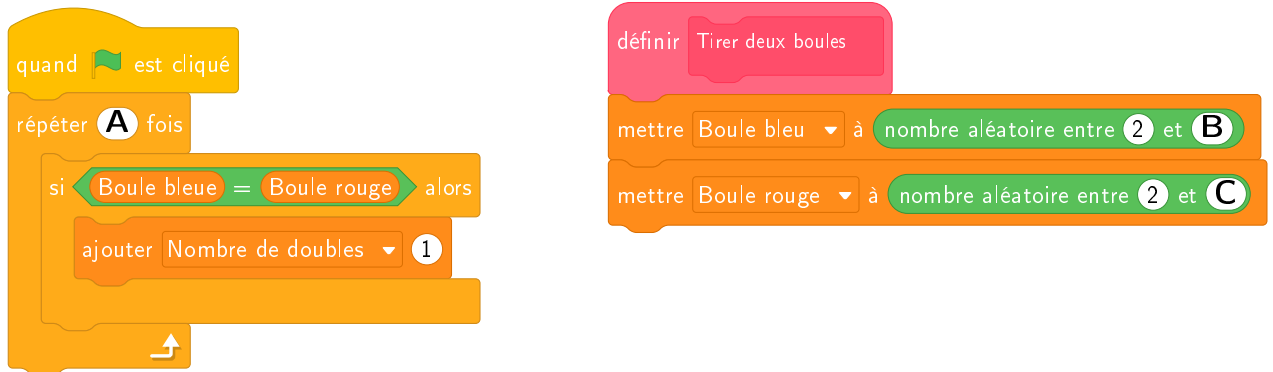 quand est cliqué
répéter A fois
si Boule bleue = Boule rouge alors
ajouter Nombre de doubles 1
définir Tirer deux boules
mettre Boule bleu à nombre aléatoire entre 2 et B
mettre Boule rouge à nombre aléatoire entre 2 et C